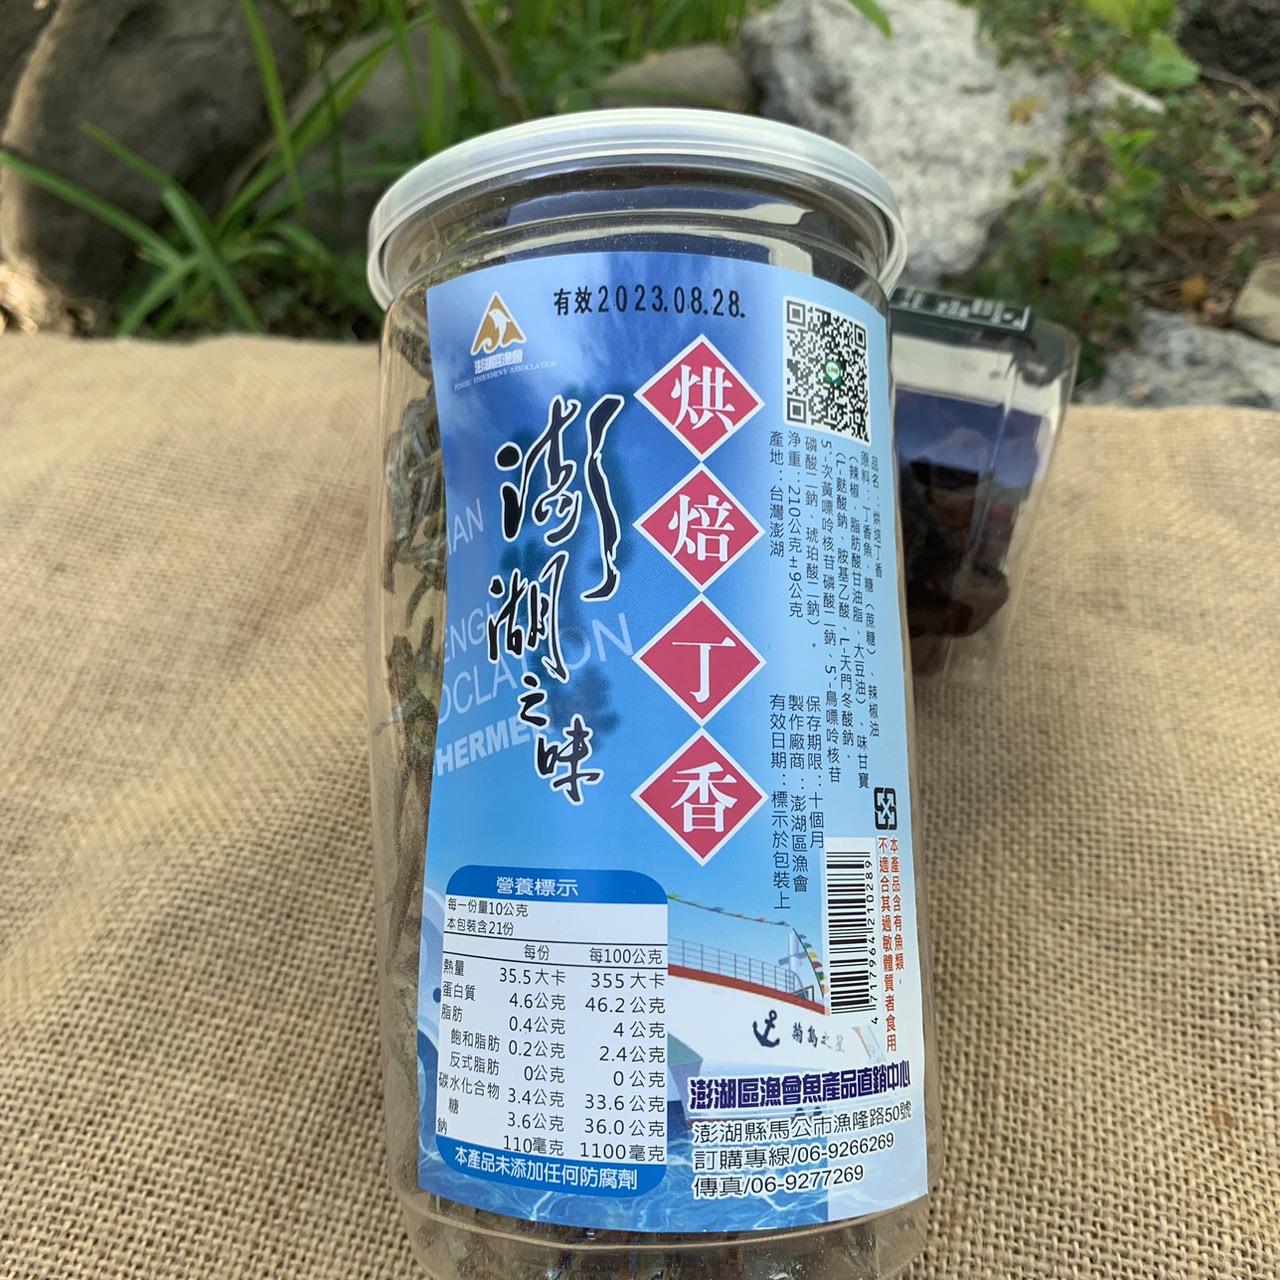 有效2023.08.28.
澎湖區漁會
PENGHU FISHERMEN'S ASSOCLATION
烘焙丁香
澎湖之味
品名：烘焙丁香
原料：丁香魚、糖（蔗糖）、辣椒油
（辣椒、脂肪酸甘油脂、大豆油）、味甘寶
（L-麩酸鈉、胺基乙酸、L-天門冬酸鈉、
5'-次黃嘌呤核苷磷酸二鈉、5'-鳥嘌呤核苷
磷酸二鈉、琥珀酸二鈉）。
淨重：210公克±9公克
產地：台灣澎湖
保存期限：十個月
製作廠商：澎湖區漁會
有效日期：標示於包裝上
本產品含有魚類，
不適合其過敏體質者食用
4 717964 210289
營養標示
每一份量10公克
本包裝含21份
每份 每100公克
熱量 35.5大卡 355大卡
蛋白質 4.6公克 46.2公克
脂肪 0.4公克 4公克
飽和脂肪 0.2公克 2.4公克
反式脂肪 0公克 0公克
碳水化合物 3.4公克 33.6公克
糖 3.6公克 36.0公克
鈉 110毫克 1100毫克
本產品未添加任何防腐劑
菊島之星
澎湖區漁會魚產品直銷中心
澎湖縣馬公市漁隆路50號
訂購專線/06-9266269
傳真/06-9277269